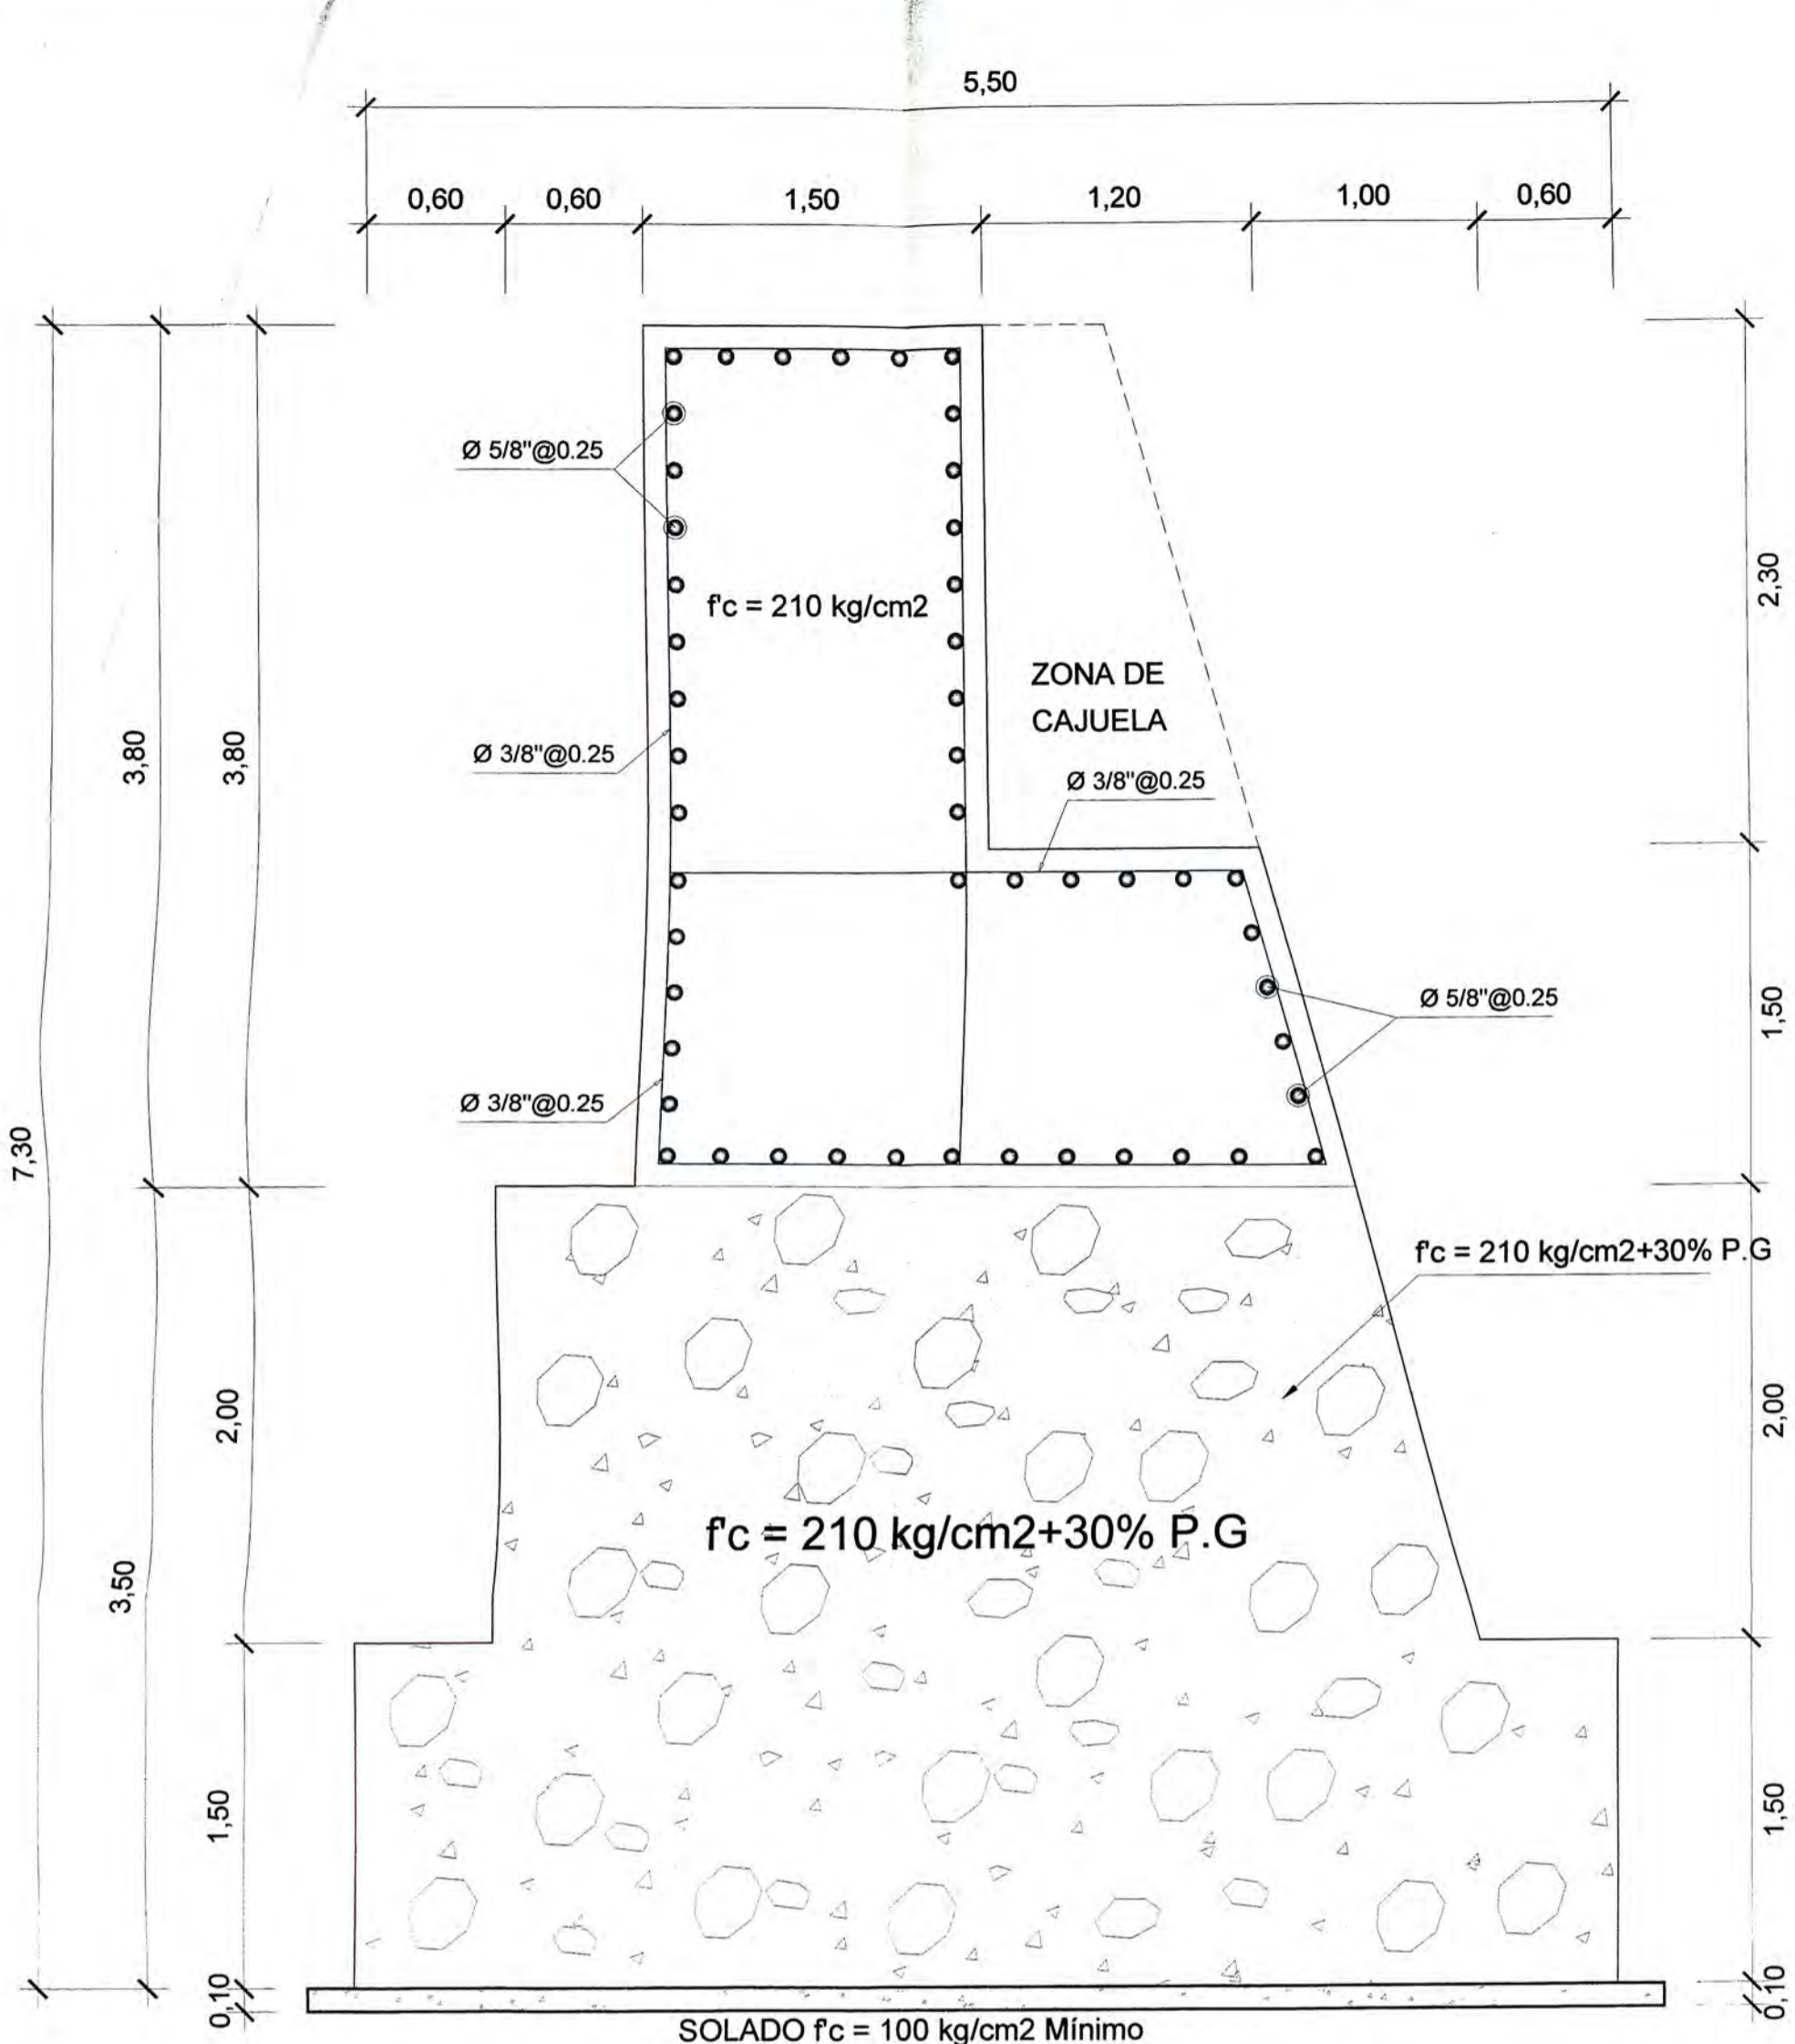 5,50
0,60
0,60
1,50
1,20
1,00
0,60
Ø 5/8"@0.25
f'c = 210 kg/cm2
2,30
ZONA DE
CAJUELA
3,80
3,80
Ø 3/8"@0.25
Ø 3/8"@0.25
Ø 5/8"@0.25
1,50
Ø 3/8"@0.25
7,30
f'c = 210 kg/cm2+30% P.G
2,00
2,00
f'c = 210 kg/cm2+30% P.G
3,50
1,50
1,50
0,10
0,10
SOLADO f'c = 100 kg/cm2 Mínimo